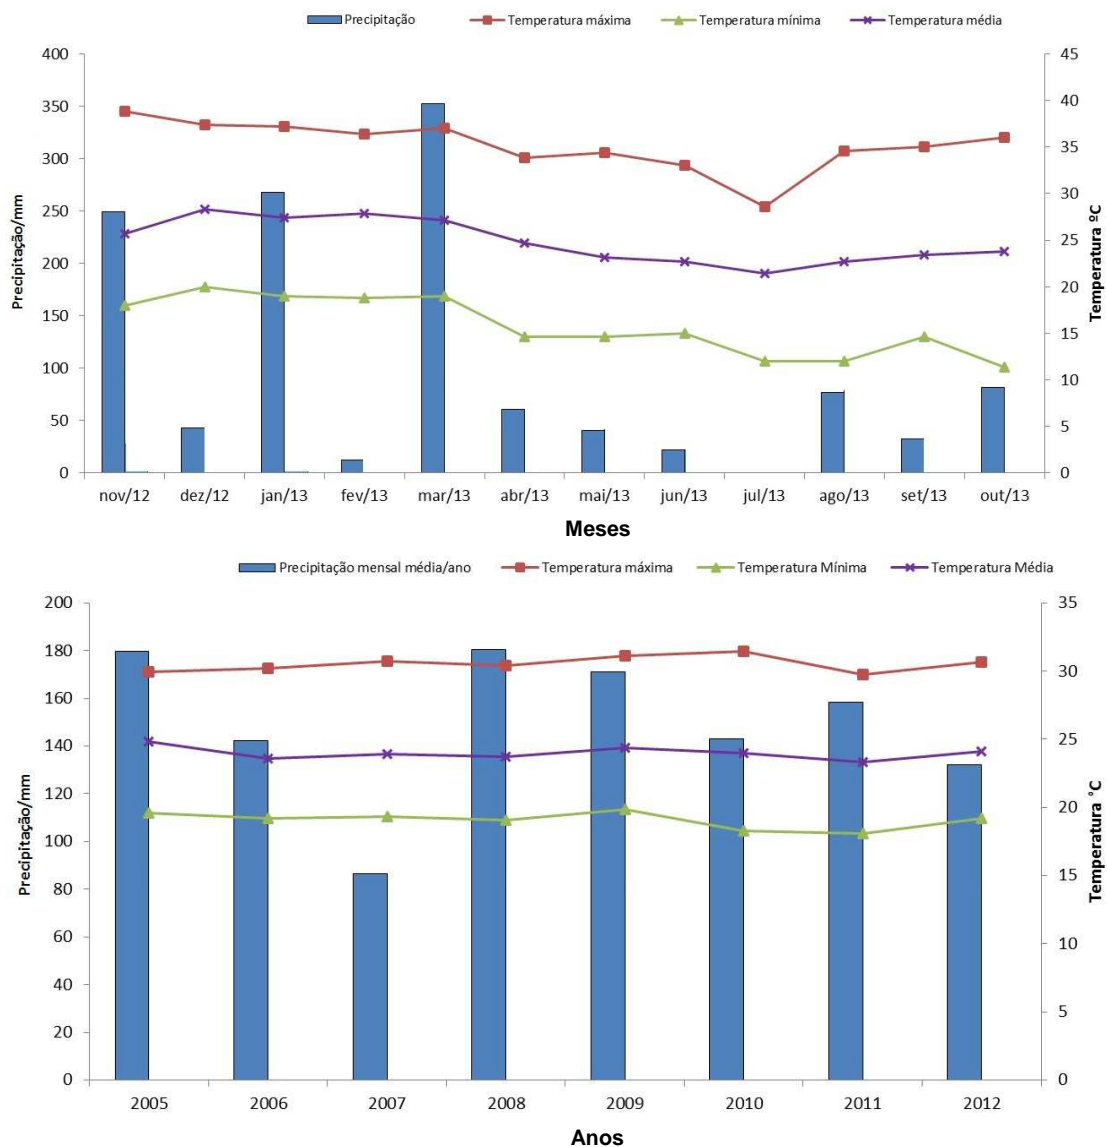 Precipitação Temperatura máxima Temperatura mínima Temperatura média
400 45
350 40
300 35
250 30
200 25
150 20
100 15
50 10
0 5
0
Precipitação/mm
Temperatura ºC
nov/12 dez/12 jan/13 fev/13 mar/13 abr/13 mai/13 jun/13 jul/13 ago/13 set/13 out/13
Meses
Precipitação mensal média/ano Temperatura máxima Temperatura Mínima Temperatura Média
200 35
180 30
160 25
140 20
120 15
100 10
80 5
60 0
40
20
0
Precipitação/mm
Temperatura °C
2005 2006 2007 2008 2009 2010 2011 2012
Anos